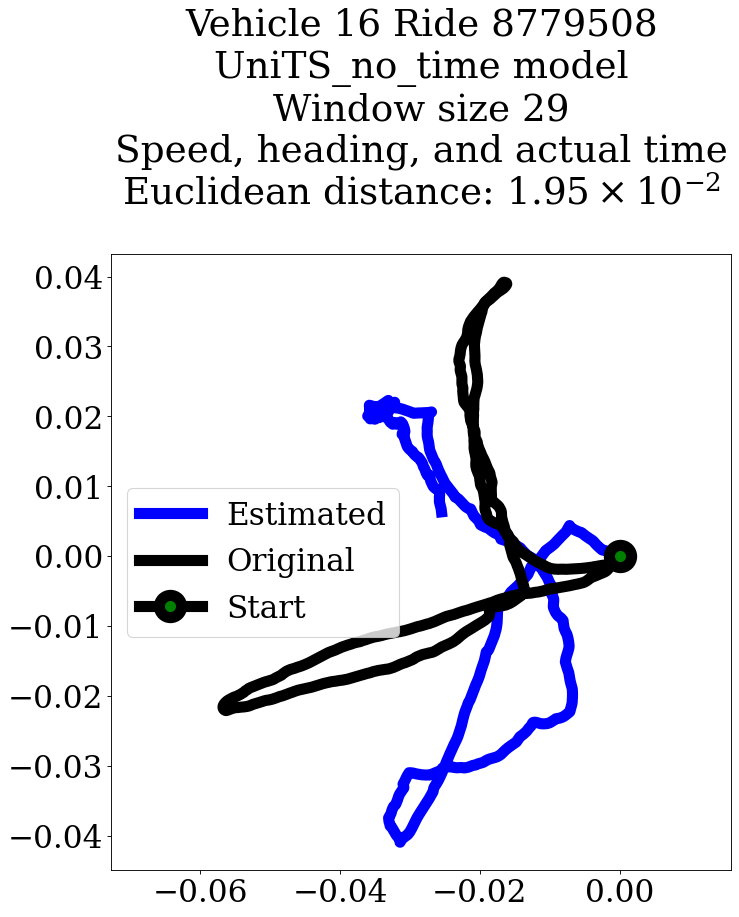 Vehicle 16 Ride 8779508
UniTS_no_time model
Window size 29
Speed, heading, and actual time
Euclidean distance: 1.95 × 10⁻²
0.04
0.03
0.02
0.01
0.00
−0.01
−0.02
−0.03
−0.04
Estimated
Original
Start
−0.06 −0.04 −0.02 0.00